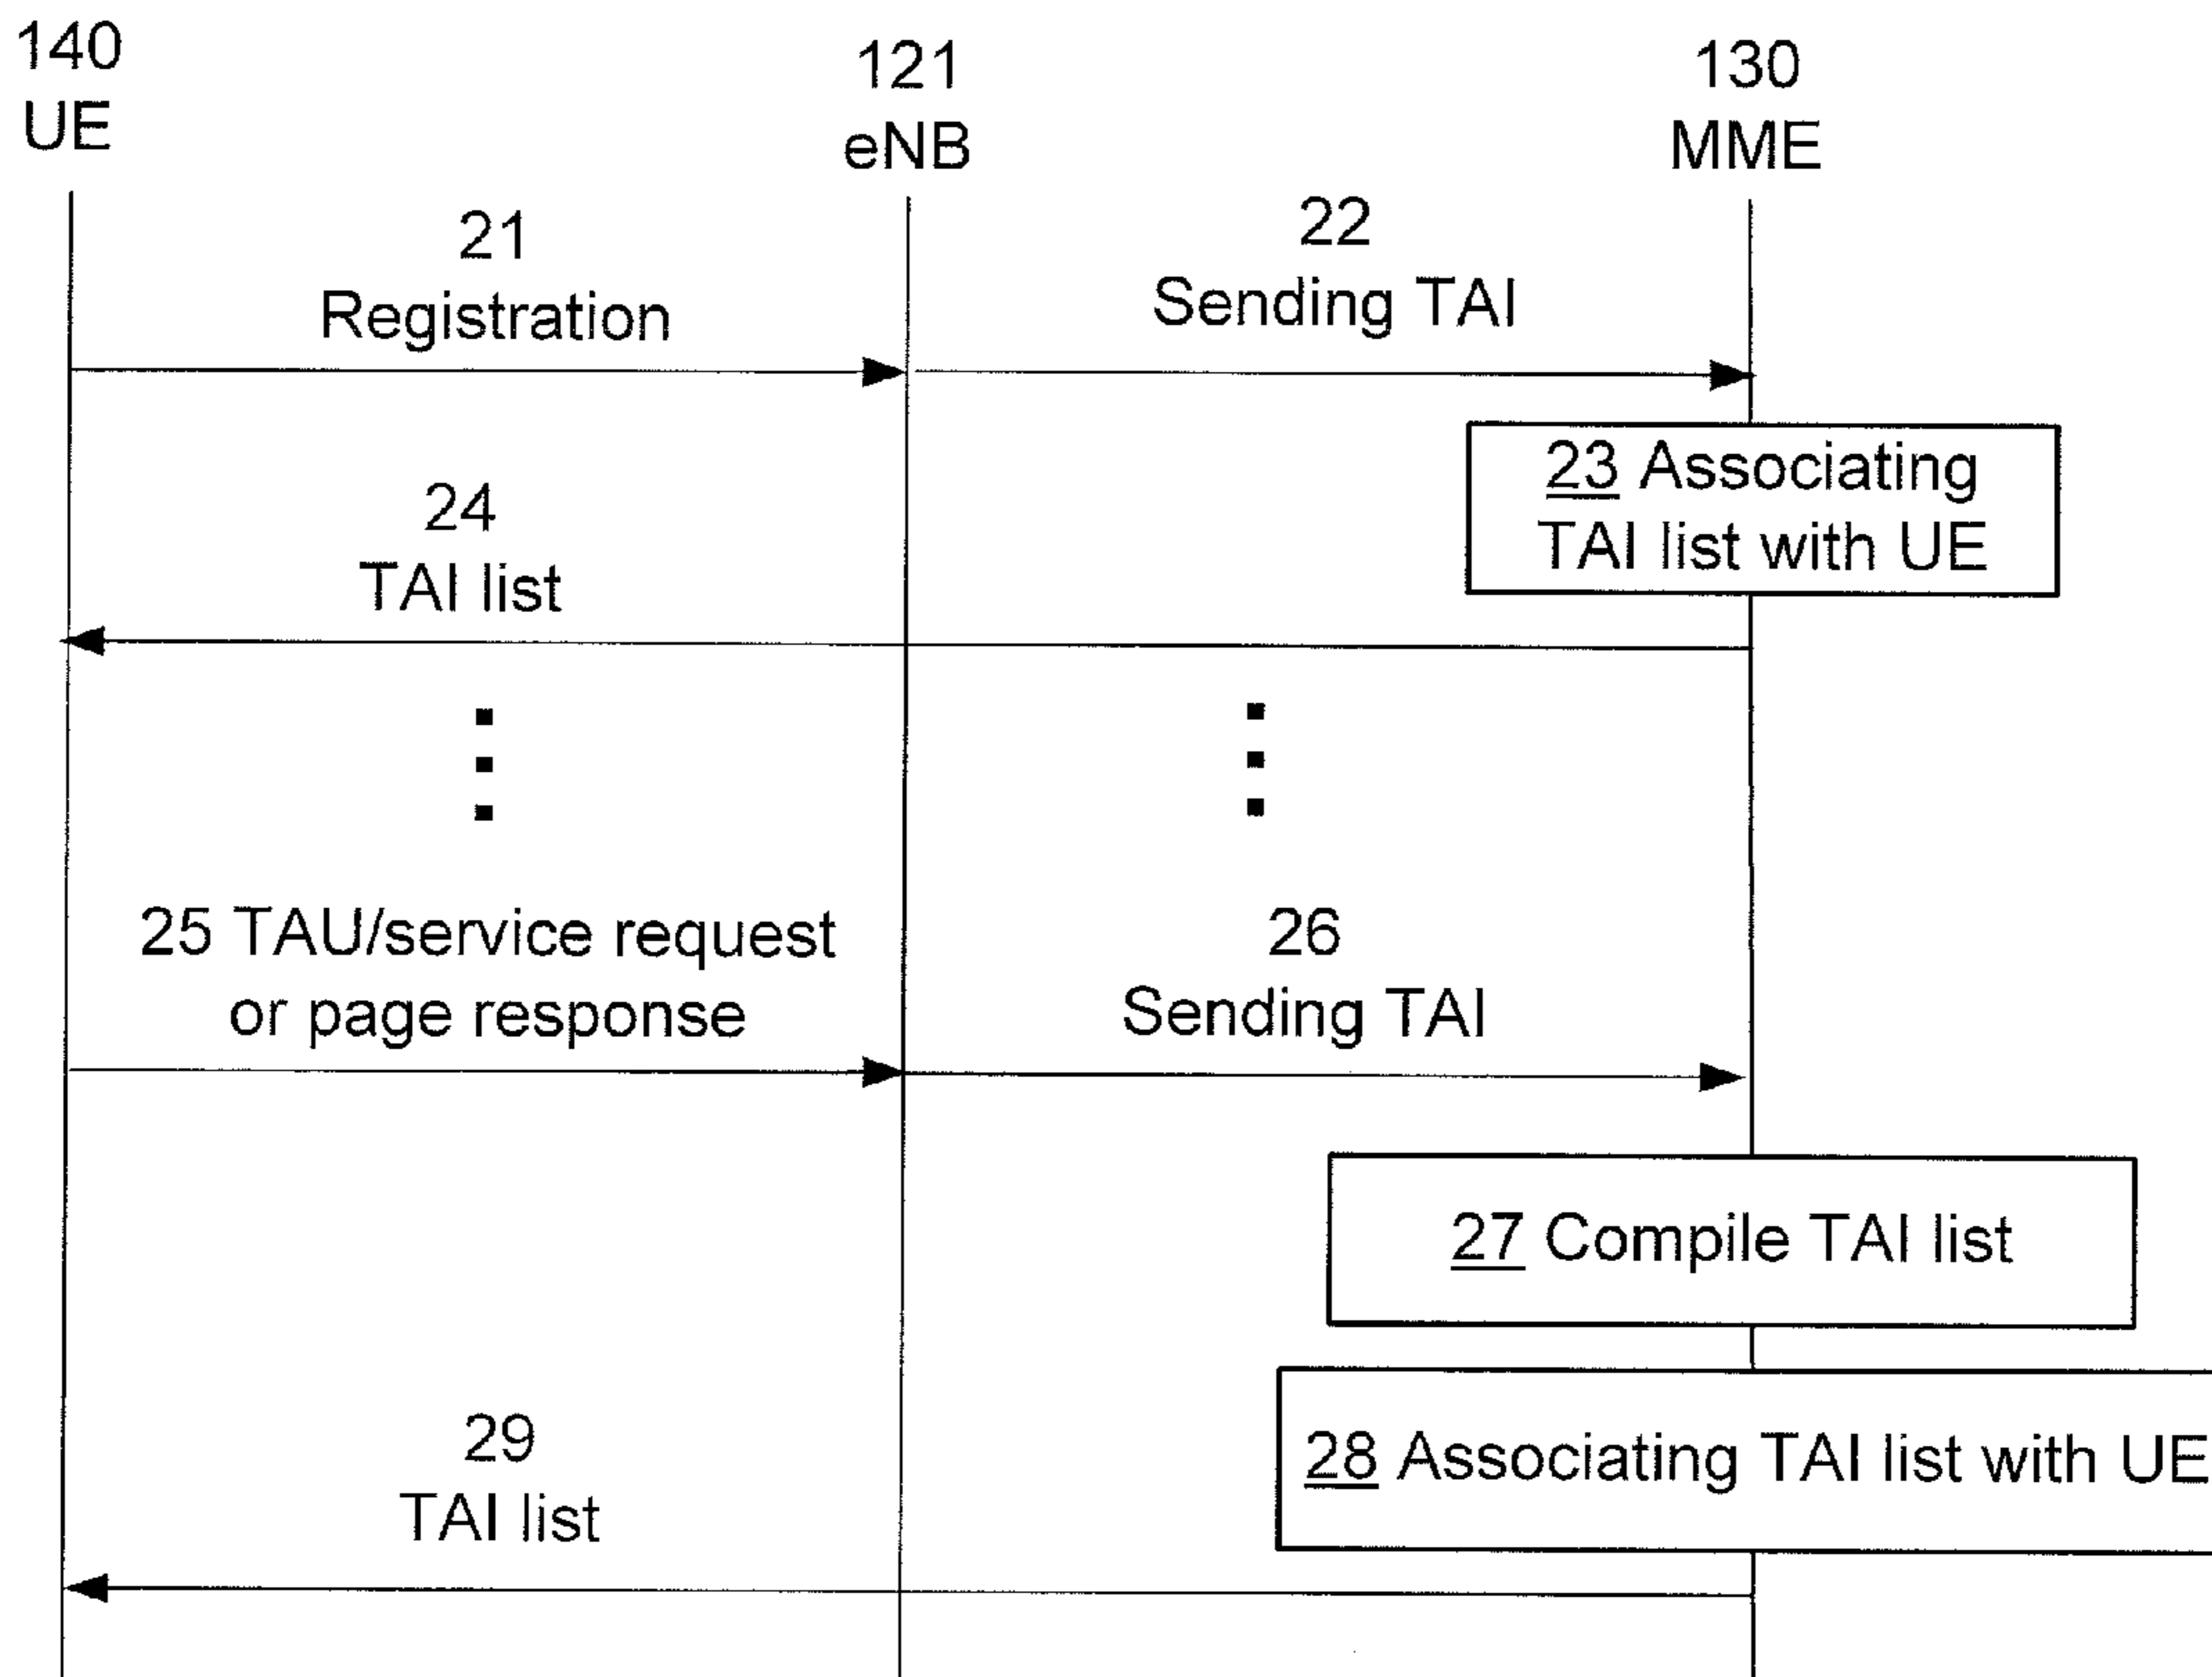 140
UE
121
eNB
130
MME
21
Registration
22
Sending TAI
23 Associating
TAI list with UE
24
TAI list
25 TAU/service request
or page response
26
Sending TAI
27 Compile TAI list
28 Associating TAI list with UE
29
TAI list